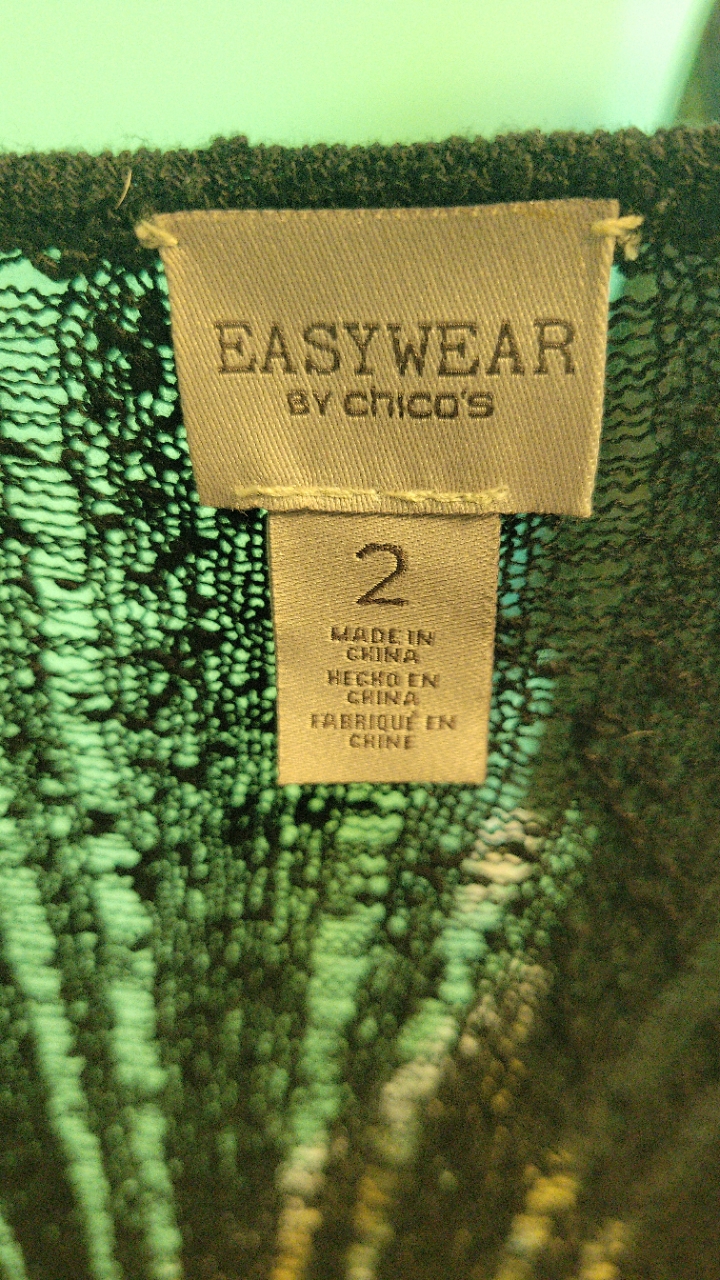 EASYWEAR
BY chico's
2
MADE IN
CHINA
HECHO EN
CHINA
FABRIQUÉ EN
CHINE